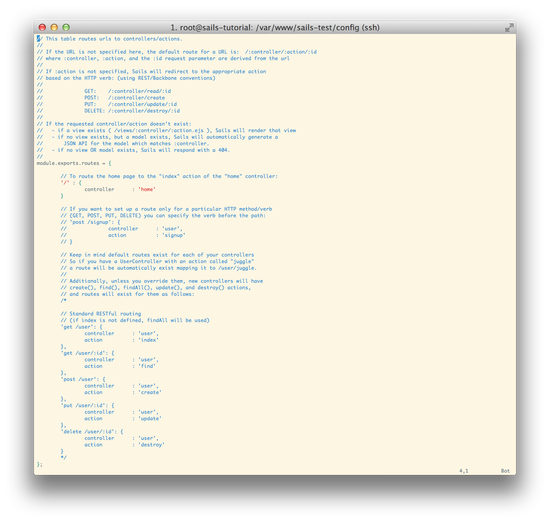 1. root@sails-tutorial: /var/www/sails-test/config (ssh)
// This table routes urls to controllers/actions.
//
// If the URL is not specified here, the default route for a URL is:  /:controller/:action/:id
// where :controller, :action, and the :id request parameter are derived from the url
//
// If :action is not specified, Sails will redirect to the appropriate action
// based on the HTTP verb: (using REST/Backbone conventions)
//
//      GET:    /:controller/read/:id
//      POST:   /:controller/create
//      PUT:    /:controller/update/:id
//      DELETE: /:controller/destroy/:id
//
// If the requested controller/action doesn't exist:
//   - if a view exists ( /views/:controller/:action.ejs ), Sails will render that view
//   - if no view exists, but a model exists, Sails will automatically generate a
//     JSON API for the model which matches :controller.
//   - if no view OR model exists, Sails will respond with a 404.
//
module.exports.routes = {
// To route the home page to the "index" action of the "home" controller:
'/' : {
controller : 'home'
}
// If you want to set up a route only for a particular HTTP method/verb
// (GET, POST, PUT, DELETE) you can specify the verb before the path:
// 'post /signup': {
//      controller : 'user',
//      action : 'signup'
// }
// Keep in mind default routes exist for each of your controllers
// So if you have a UserController with an action called "juggle"
// a route will be automatically exist mapping it to /user/juggle.
//
// Additionally, unless you override them, new controllers will have
// create(), find(), findAll(), update(), and destroy() actions,
// and routes will exist for them as follows:
/*
// Standard RESTful routing
// (if index is not defined, findAll will be used)
'get /user': {
controller : 'user',
action : 'index'
},
'get /user/:id': {
controller : 'user',
action : 'find'
},
'post /user': {
controller : 'user',
action : 'create'
},
'put /user/:id': {
controller : 'user',
action : 'update'
},
'delete /user/:id': {
controller : 'user',
action : 'destroy'
}
*/
};
4,1 Bot